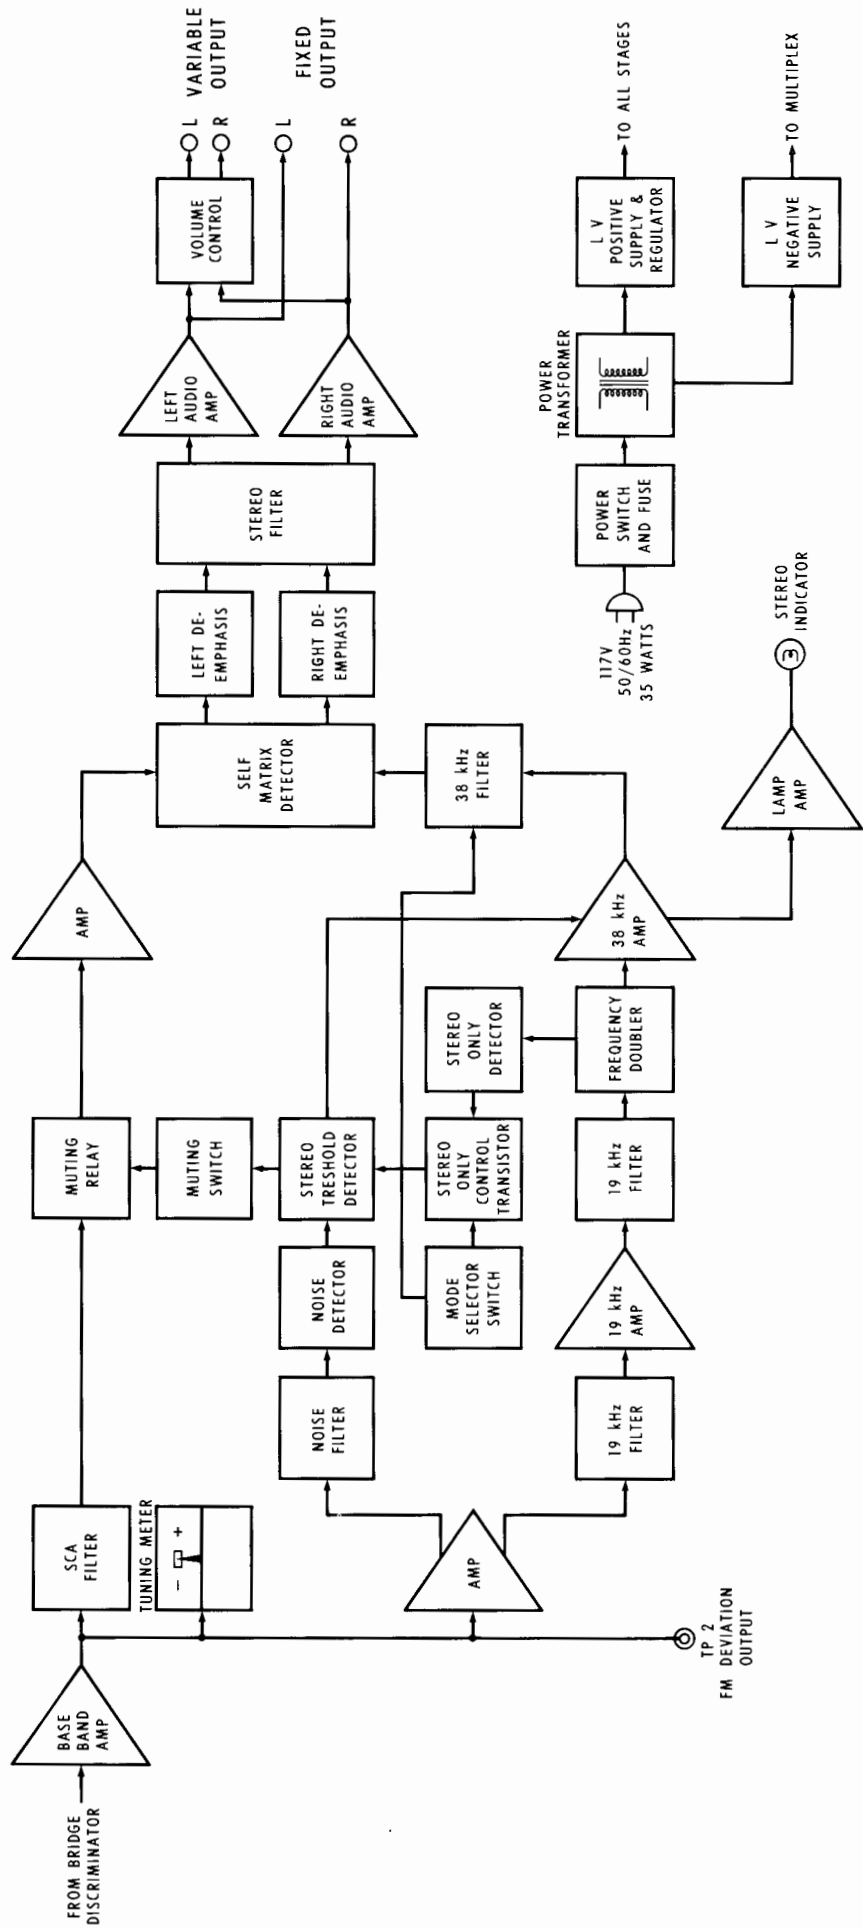 FROM BRIDGE
DISCRIMINATOR
BASE
BAND
AMP
SCA
FILTER
TUNING METER
- +
AMP
TP 2
FM DEVIATION
OUTPUT
MUTING
RELAY
MUTING
SWITCH
NOISE
FILTER
NOISE
DETECTOR
STEREO
TRESHOLD
DETECTOR
MODE
SELECTOR
SWITCH
STEREO
ONLY
CONTROL
TRANSISTOR
STEREO
ONLY
DETECTOR
19 kHz
FILTER
19 kHz
AMP
19 kHz
FILTER
FREQUENCY
DOUBLER
38 kHz
AMP
AMP
SELF
MATRIX
DETECTOR
38 kHz
FILTER
LAMP
AMP
STEREO
INDICATOR
LEFT DE-
EMPHASIS
RIGHT DE-
EMPHASIS
STEREO
FILTER
LEFT
AUDIO
AMP
RIGHT
AUDIO
AMP
VOLUME
CONTROL
L
R
VARIABLE
OUTPUT
L
R
FIXED
OUTPUT
117V
50/60Hz
35 WATTS
POWER
SWITCH
AND FUSE
POWER
TRANSFORMER
L V
POSITIVE
SUPPLY &
REGULATOR
TO ALL STAGES
L V
NEGATIVE
SUPPLY
TO MULTIPLEX